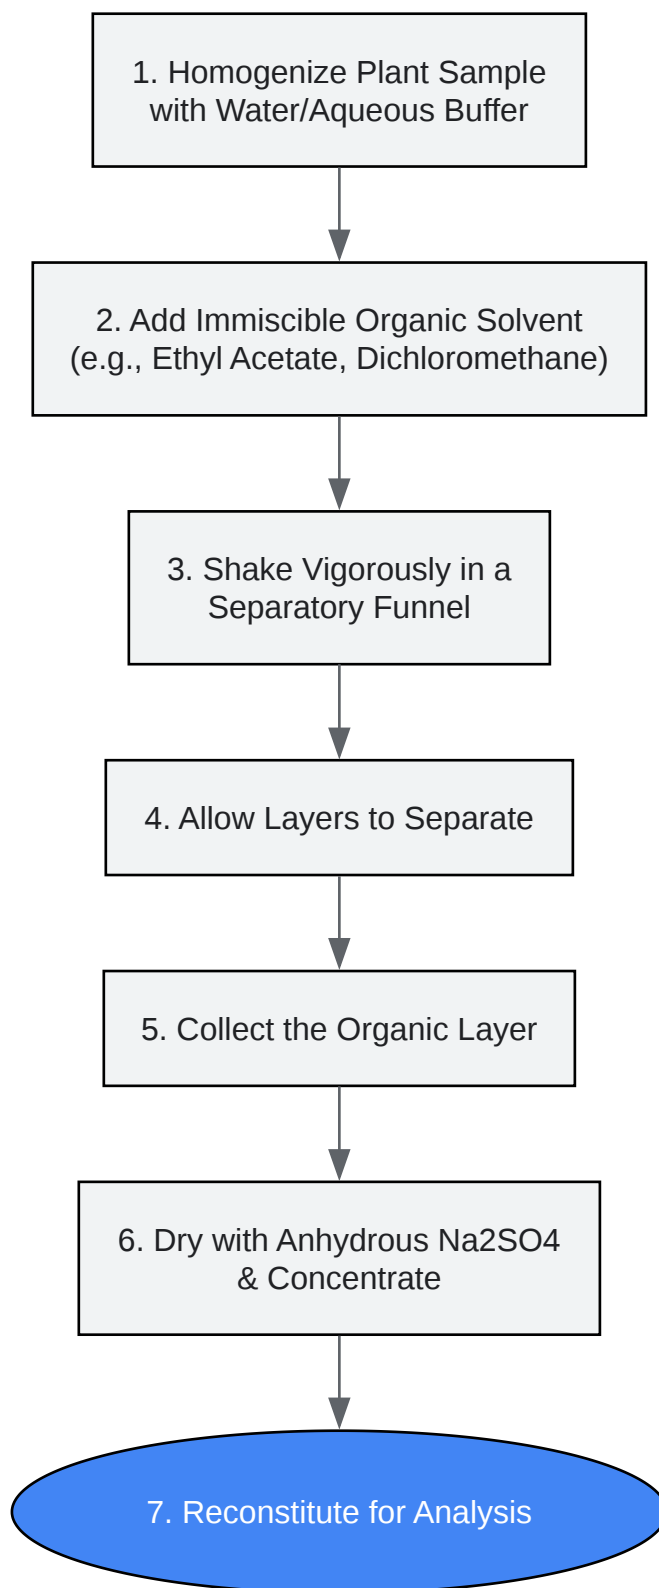 1. Homogenize Plant Sample
with Water/Aqueous Buffer
2. Add Immiscible Organic Solvent
(e.g., Ethyl Acetate, Dichloromethane)
3. Shake Vigorously in a
Separatory Funnel
4. Allow Layers to Separate
5. Collect the Organic Layer
6. Dry with Anhydrous Na2SO4
& Concentrate
7. Reconstitute for Analysis